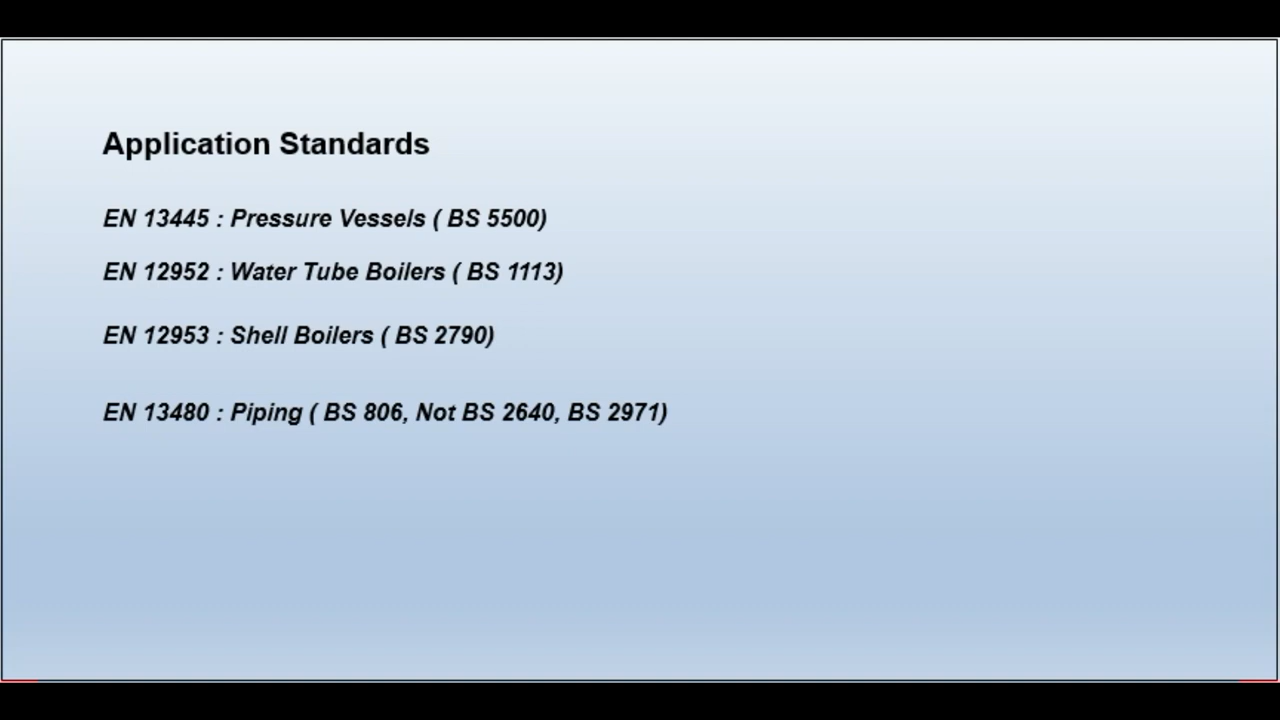 Application Standards
EN 13445 : Pressure Vessels ( BS 5500)
EN 12952 : Water Tube Boilers ( BS 1113)
EN 12953 : Shell Boilers ( BS 2790)
EN 13480 : Piping ( BS 806, Not BS 2640, BS 2971)